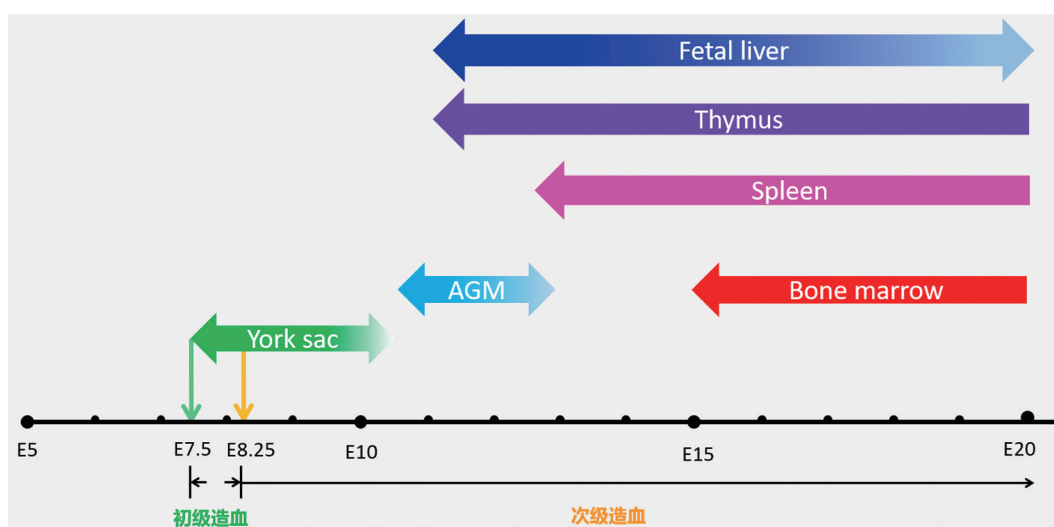 Fetal liver
Thymus
Spleen
AGM
Bone marrow
York sac
E5
E7.5
E8.25
E10
E15
E20
初级造血
次级造血